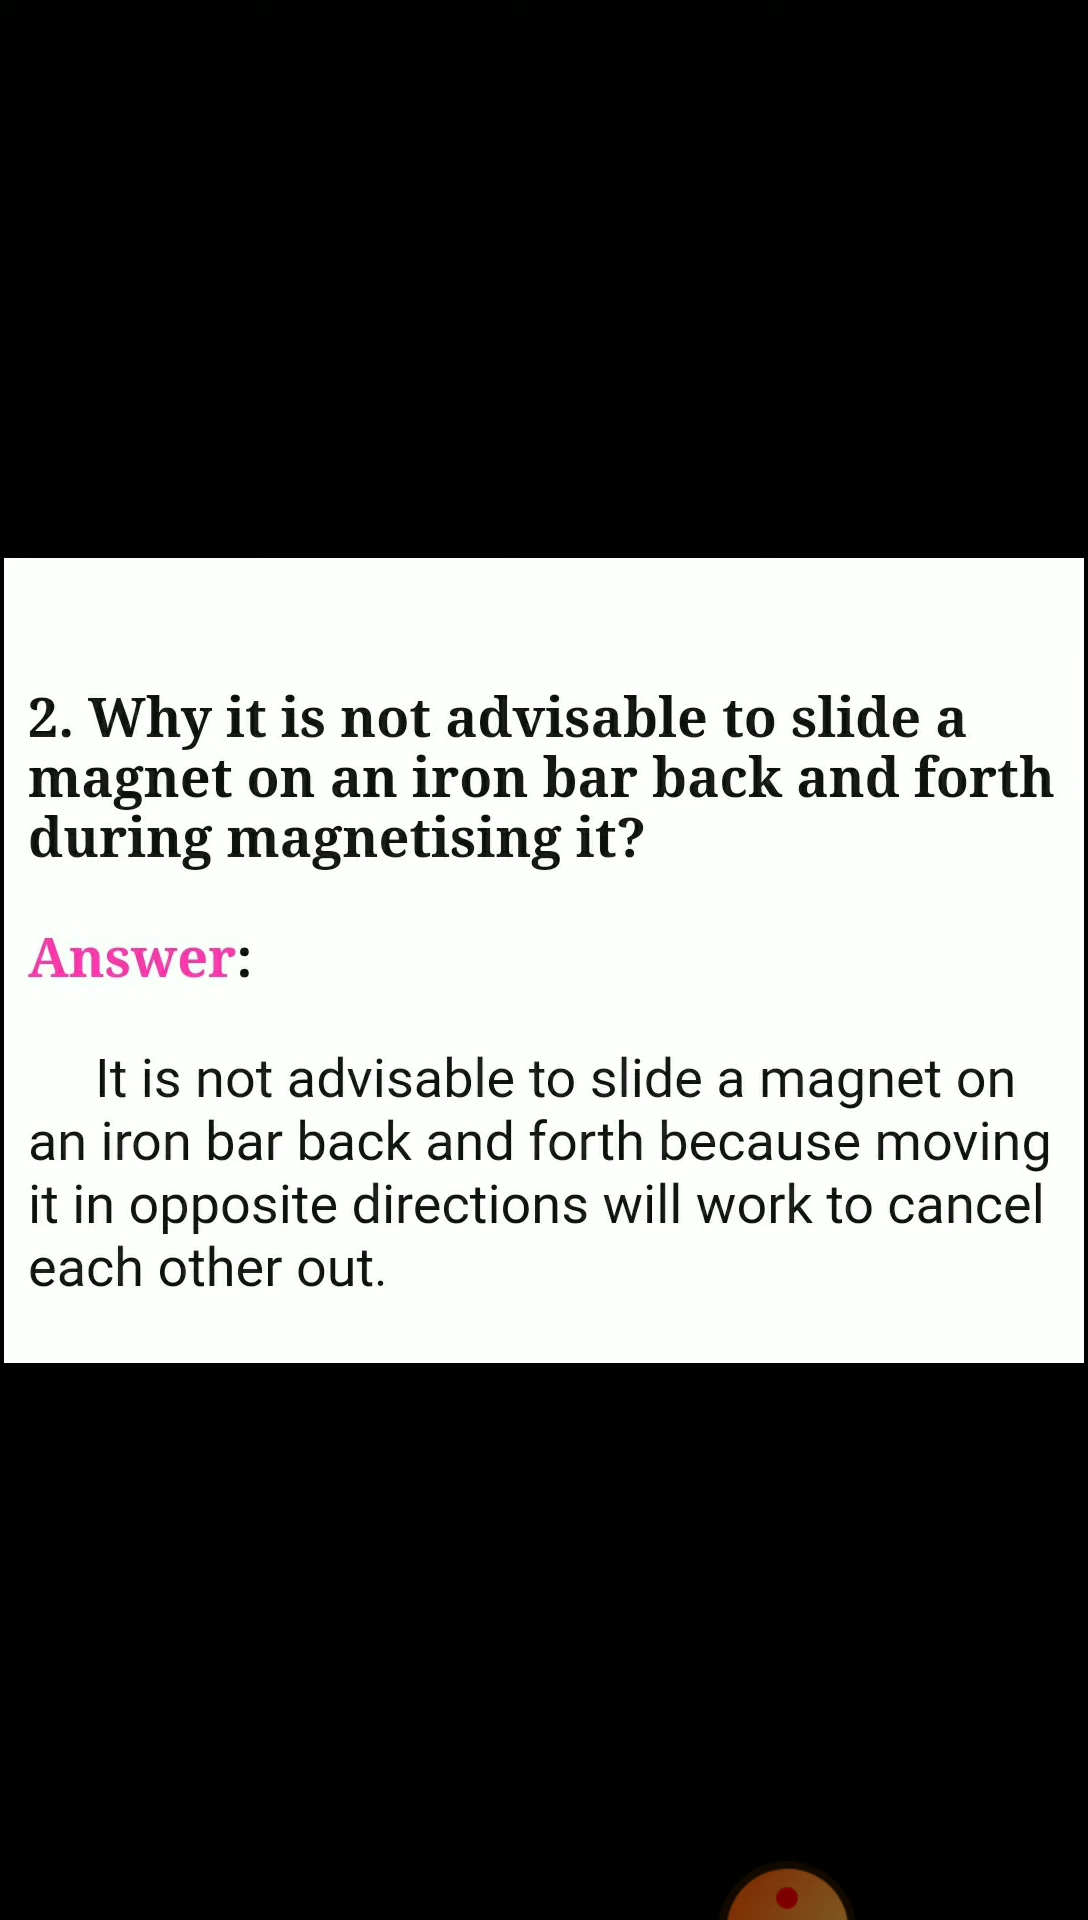 2. Why it is not advisable to slide a
magnet on an iron bar back and forth
during magnetising it?
Answer:
It is not advisable to slide a magnet on
an iron bar back and forth because moving
it in opposite directions will work to cancel
each other out.